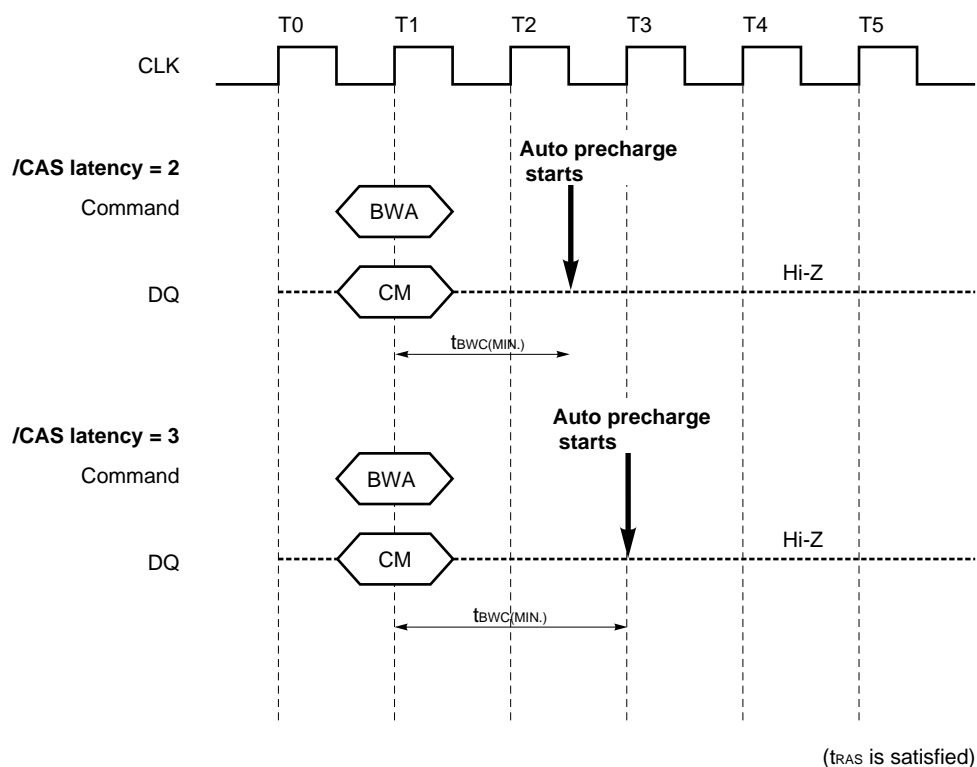 T0 T1 T2 T3 T4 T5
CLK
Auto precharge
starts
/CAS latency = 2
Command
BWA
Hi-Z
DQ
CM
tBWC(MIN.)
Auto precharge
starts
/CAS latency = 3
Command
BWA
Hi-Z
DQ
CM
tBWC(MIN.)
(tRAS is satisfied)